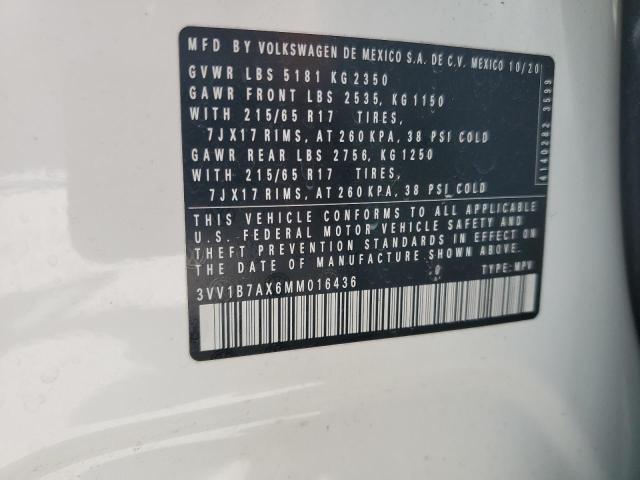 MFD BY VOLKSWAGEN DE MEXICO S.A. DE C.V. MEXICO 10/20
GVWR LBS 5181 KG 2350
GAWR FRONT LBS 2535, KG 1150
WITH 215/65 R17 TIRES,
7JX17 RIMS, AT 260 KPA, 38 PSI COLD
GAWR REAR LBS 2756, KG 1250
WITH 215/65 R17 TIRES,
7JX17 RIMS, AT 260 KPA, 38 PSI COLD
THIS VEHICLE CONFORMS TO ALL APPLICABLE
U.S. FEDERAL MOTOR VEHICLE SAFETY AND
THEFT PREVENTION STANDARDS IN EFFECT ON
THE DATE OF MANUFACTURE SHOWN ABOVE.
3VV1B7AX6MM016436 TYPE: MPV
4140282 3599